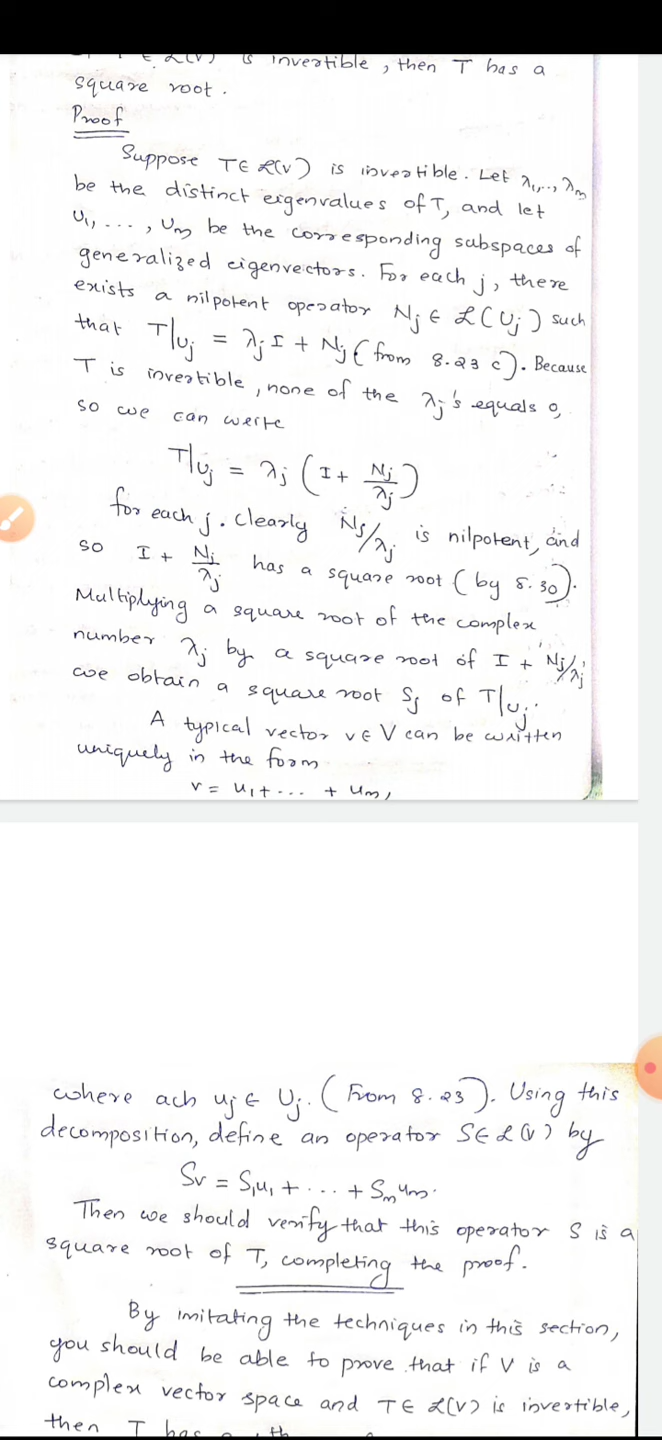 is invertible, then T has a
square root.
Proof
Suppose T∈ L(V) is invertible. Let λ1,..., λm
be the distinct eigenvalues of T, and let
U1, ..., Um be the corresponding subspaces of
generalized eigenvectors. For each j, there
exists a nilpotent operator Nj ∈ L(Uj) such
that T|Uj = λj I + Nj (from 8.23 c). Because
T is invertible, none of the λj's equals 0,
so we can write
T|Uj = λj (I + Nj/λj)
for each j. Clearly Nj/λj is nilpotent, and
so I + Nj/λj has a square root (by 8.30).
Multiplying a square root of the complex
number λj by a square root of I + Nj/λj
we obtain a square root Sj of T|Uj.
A typical vector v ∈ V can be written
uniquely in the form
v = u1 + ... + um,
where ach uj ∈ Uj. (From 8.23). Using this
decomposition, define an operator S∈ L(V) by
Sv = S1u1 + ... + Smum.
Then we should verify that this operator S is a
square root of T, completing the proof.
By imitating the techniques in this section,
you should be able to prove that if V is a
complex vector space and T∈ L(V) is invertible,
then T has a